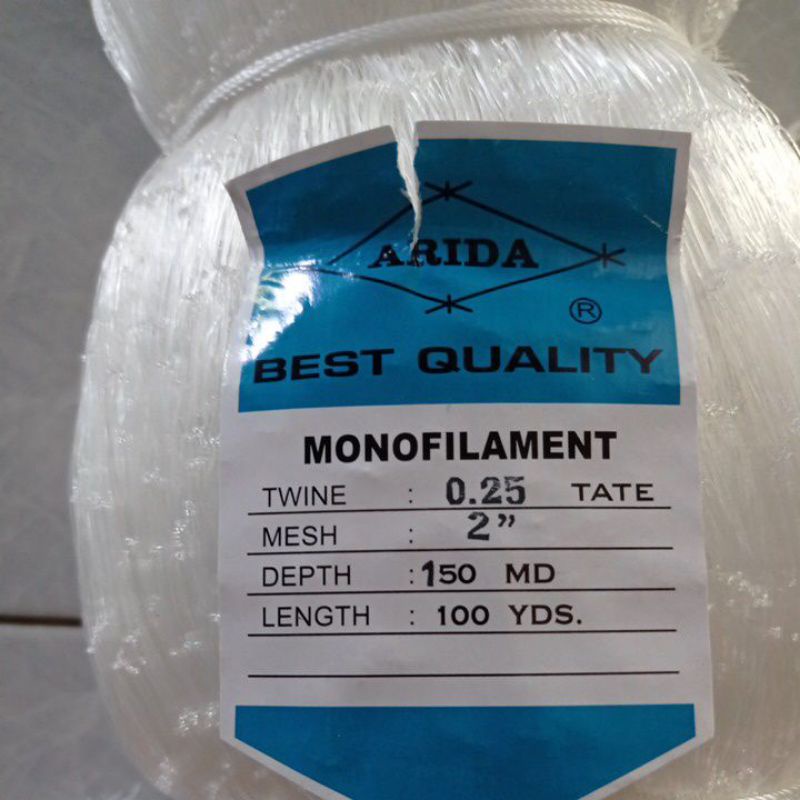 ARIDA
®
BEST QUALITY
MONOFILAMENT
TWINE : 0.25 TATE
MESH : 2”
DEPTH : 150 MD
LENGTH : 100 YDS.